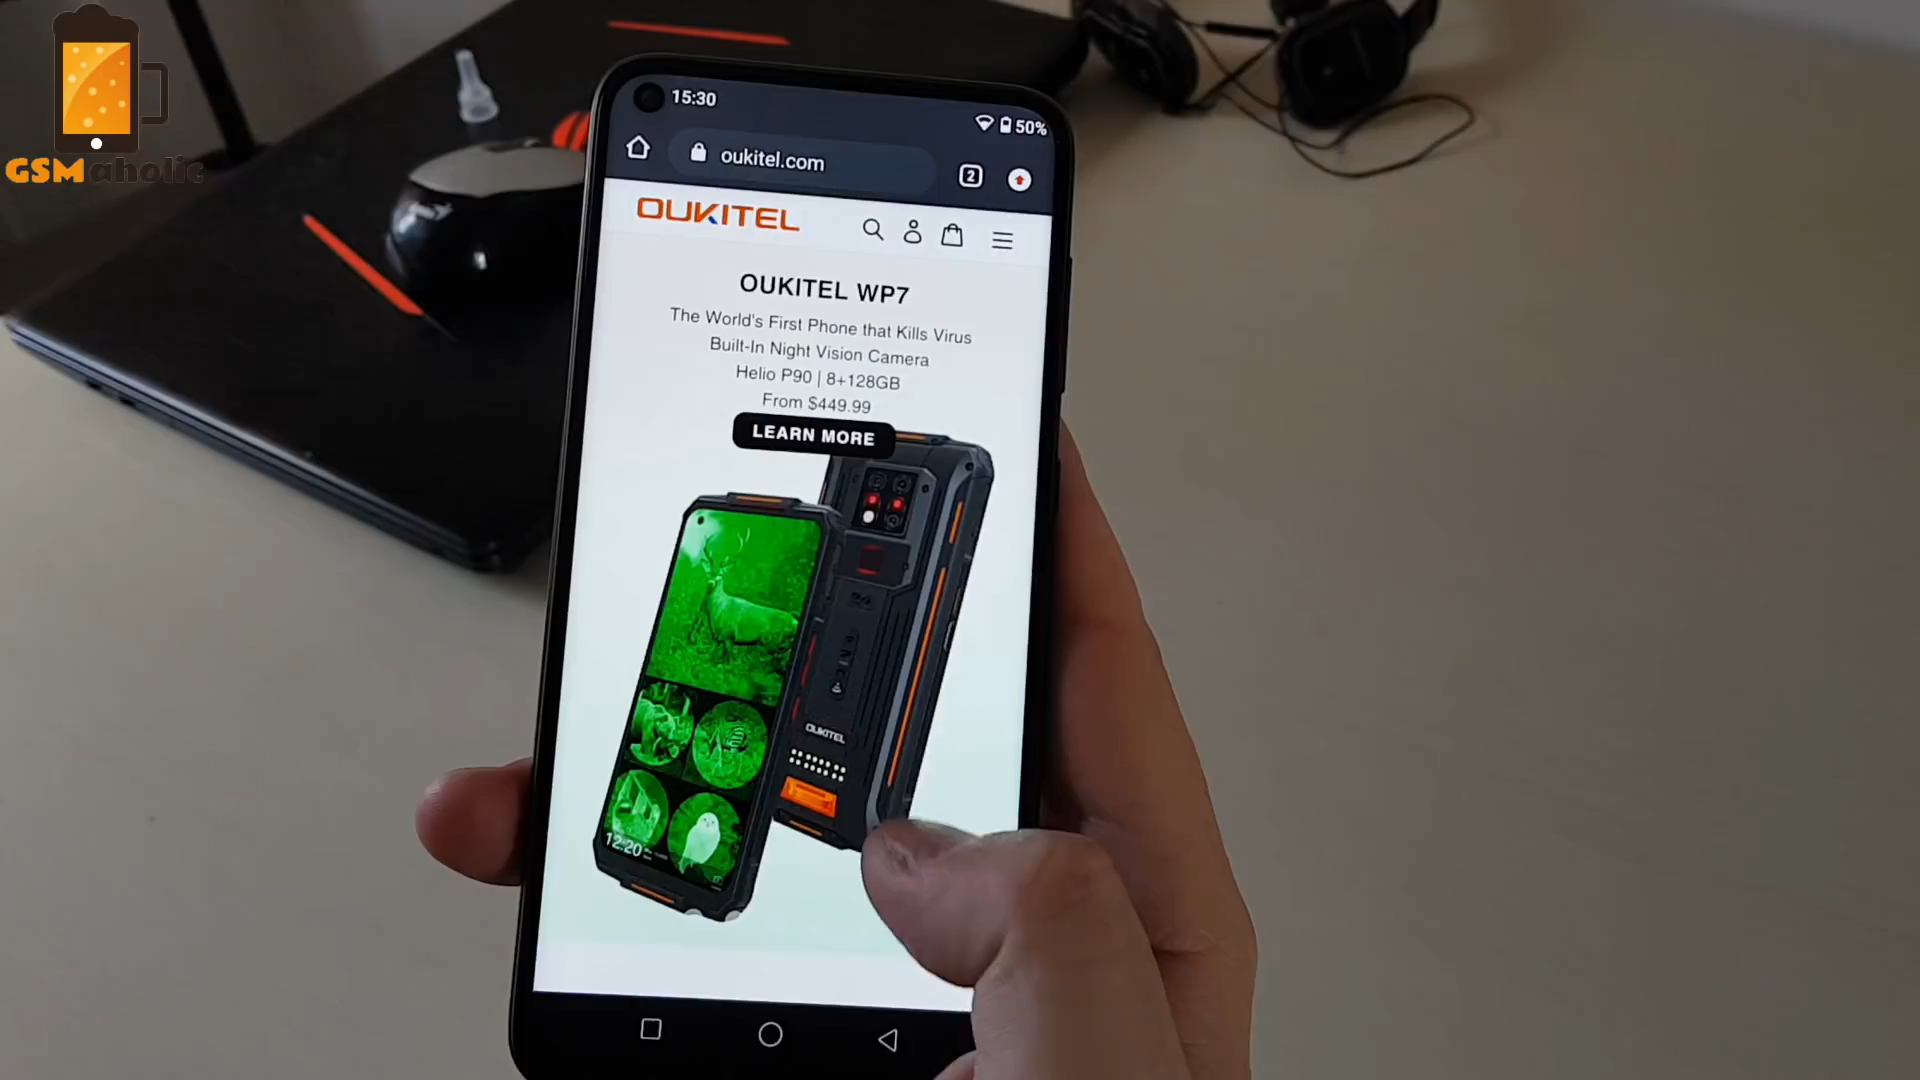 GSMaholic
15:30
50%
oukitel.com
2
OUKITEL
OUKITEL WP7
The World's First Phone that Kills Virus
Built-In Night Vision Camera
Helio P90 | 8+128GB
From $449.99
LEARN MORE
OUKITEL
12:20